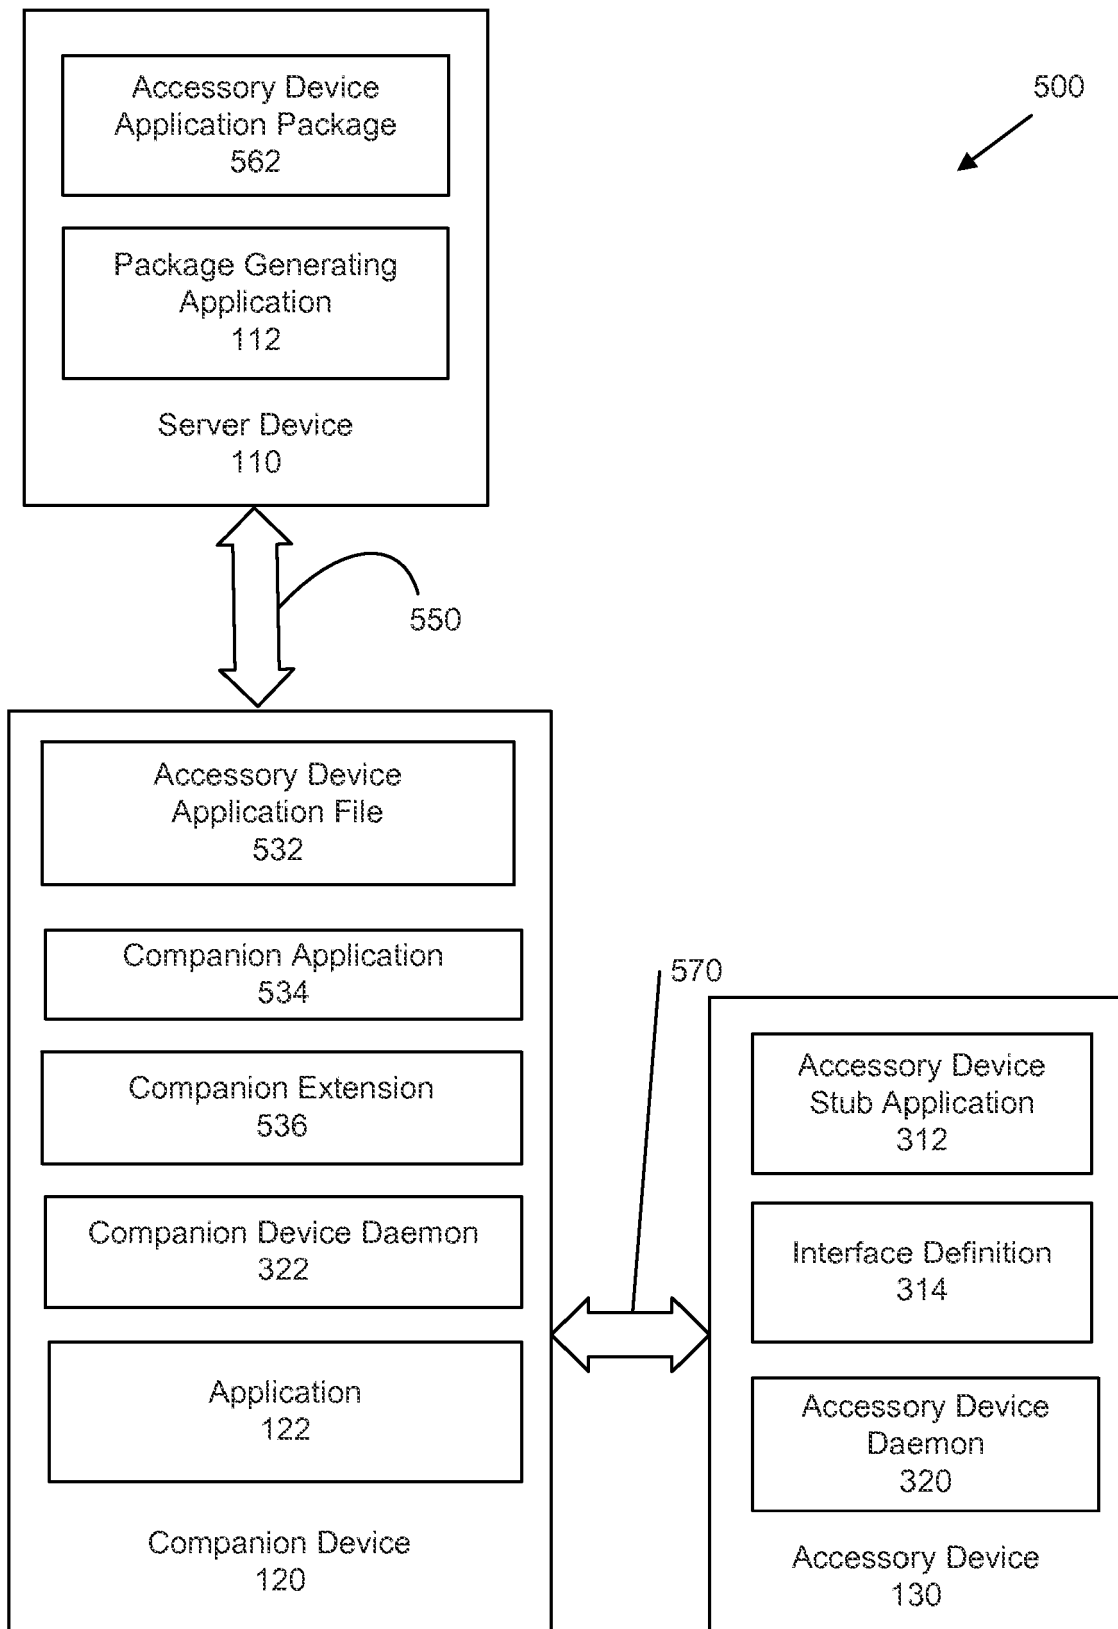 Accessory Device
Application Package
562
500
Package Generating
Application
112
Server Device
110
550
Accessory Device
Application File
532
Companion Application
534
570
Companion Extension
536
Companion Device Daemon
322
Application
122
Companion Device
120
Accessory Device
Stub Application
312
Interface Definition
314
Accessory Device
Daemon
320
Accessory Device
130